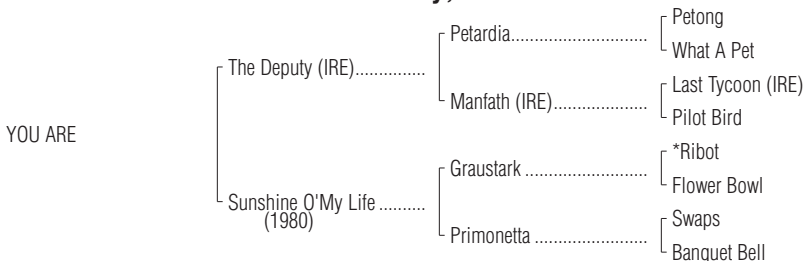 Petong
Petardia
What A Pet
The Deputy (IRE)
Last Tycoon (IRE)
Manfath (IRE)
Pilot Bird
YOU ARE
*Ribot
Graustark
Flower Bowl
Sunshine O'My Life
(1980)
Swaps
Primonetta
Banquet Bell